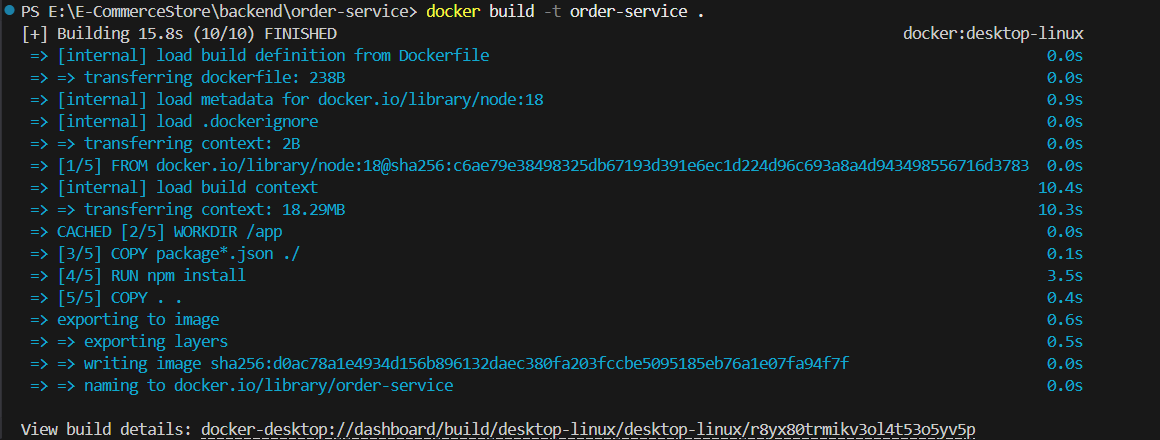 PS E:\E-CommerceStore\backend\order-service> docker build -t order-service .
[+] Building 15.8s (10/10) FINISHED docker:desktop-linux
=> [internal] load build definition from Dockerfile 0.0s
=> => transferring dockerfile: 238B 0.0s
=> [internal] load metadata for docker.io/library/node:18 0.9s
=> [internal] load .dockerignore 0.0s
=> => transferring context: 2B 0.0s
=> [1/5] FROM docker.io/library/node:18@sha256:c6ae79e38498325db67193d391e6ec1d224d96c693a8a4d943498556716d3783 0.0s
=> [internal] load build context 10.4s
=> => transferring context: 18.29MB 10.3s
=> CACHED [2/5] WORKDIR /app 0.0s
=> [3/5] COPY package*.json ./ 0.1s
=> [4/5] RUN npm install 3.5s
=> [5/5] COPY . . 0.4s
=> exporting to image 0.6s
=> => exporting layers 0.5s
=> => writing image sha256:d0ac78a1e4934d156b896132daec380fa203fccbe5095185eb76a1e07fa94f7f 0.0s
=> => naming to docker.io/library/order-service 0.0s
View build details: docker-desktop://dashboard/build/desktop-linux/desktop-linux/r8yx80trmikv3ol4t53o5yv5p